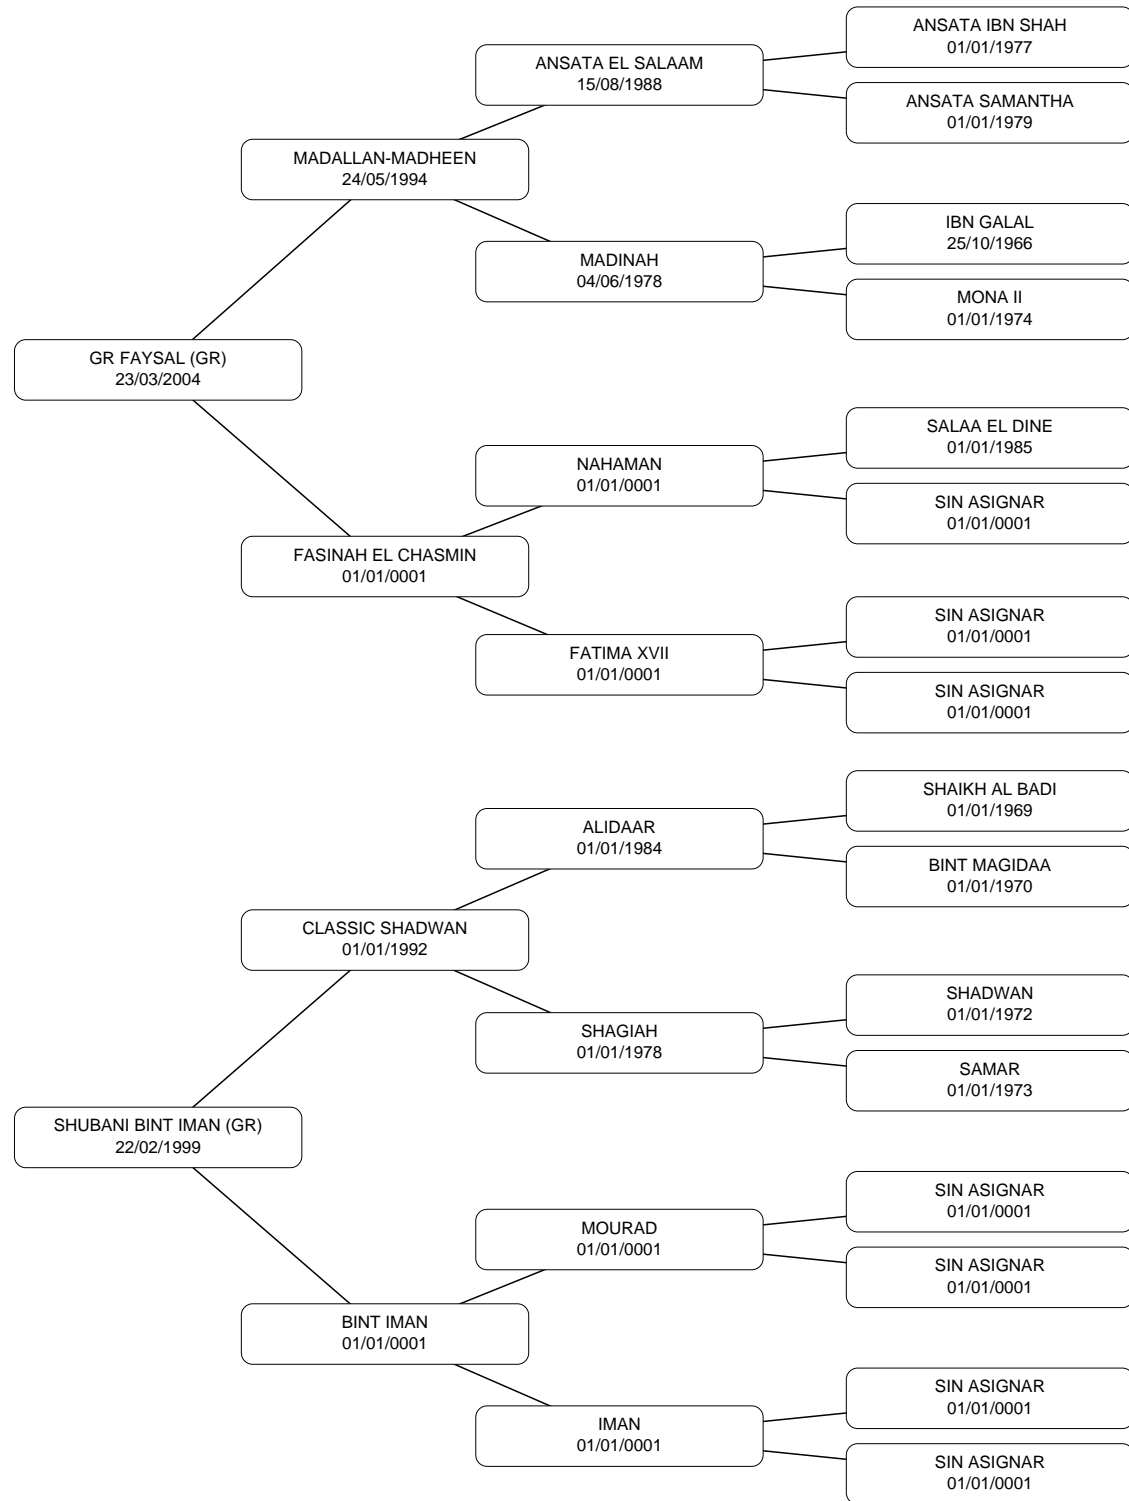 ANSATA IBN SHAH
01/01/1977
ANSATA EL SALAAM
15/08/1988
ANSATA SAMANTHA
01/01/1979
MADALLAN-MADHEEN
24/05/1994
IBN GALAL
25/10/1966
MADINAH
04/06/1978
MONA II
01/01/1974
GR FAYSAL (GR)
23/03/2004
SALAA EL DINE
01/01/1985
NAHAMAN
01/01/0001
SIN ASIGNAR
01/01/0001
FASINAH EL CHASMIN
01/01/0001
SIN ASIGNAR
01/01/0001
FATIMA XVII
01/01/0001
SIN ASIGNAR
01/01/0001
SHAIKH AL BADI
01/01/1969
ALIDAAR
01/01/1984
BINT MAGIDAA
01/01/1970
CLASSIC SHADWAN
01/01/1992
SHADWAN
01/01/1972
SHAGIAH
01/01/1978
SAMAR
01/01/1973
SHUBANI BINT IMAN (GR)
22/02/1999
SIN ASIGNAR
01/01/0001
MOURAD
01/01/0001
SIN ASIGNAR
01/01/0001
BINT IMAN
01/01/0001
SIN ASIGNAR
01/01/0001
IMAN
01/01/0001
SIN ASIGNAR
01/01/0001